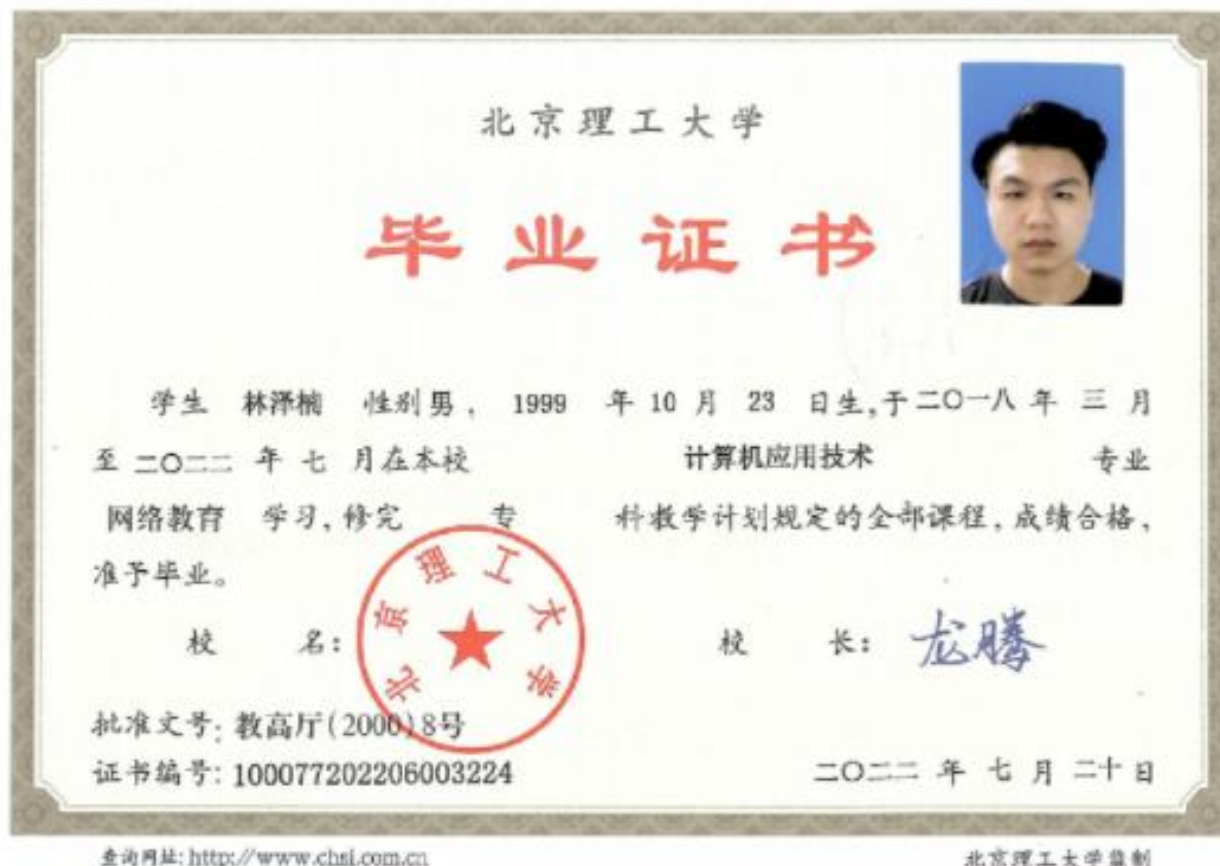 北京理工大学
毕业证书
学生 林泽楠 性别 男， 1999 年 10 月 23 日生,于 二〇一八 年 三 月
至 二〇二二 年 七 月在本校 计算机应用技术 专业
网络教育 学习, 修完 专 科教学计划规定的全部课程, 成绩合格,
准予毕业。
校 名: 北京理工大学 校 长: 龙腾
批准文号: 教高厅(2000)8号
证书编号: 100077202206003224 二〇二二 年 七 月 二十 日
查询网址: http://www.chsi.com.cn 北京理工大学监制